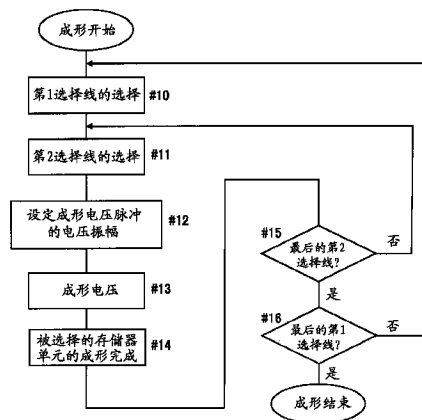 成形开始
第1选择线的选择
#10
第2选择线的选择
#11
设定成形电压脉冲
的电压振幅
#12
成形电压
#13
被选择的存储器
单元的成形完成
#14
#15
最后的第2
选择线?
否
是
#16
最后的第1
选择线?
否
是
成形结束